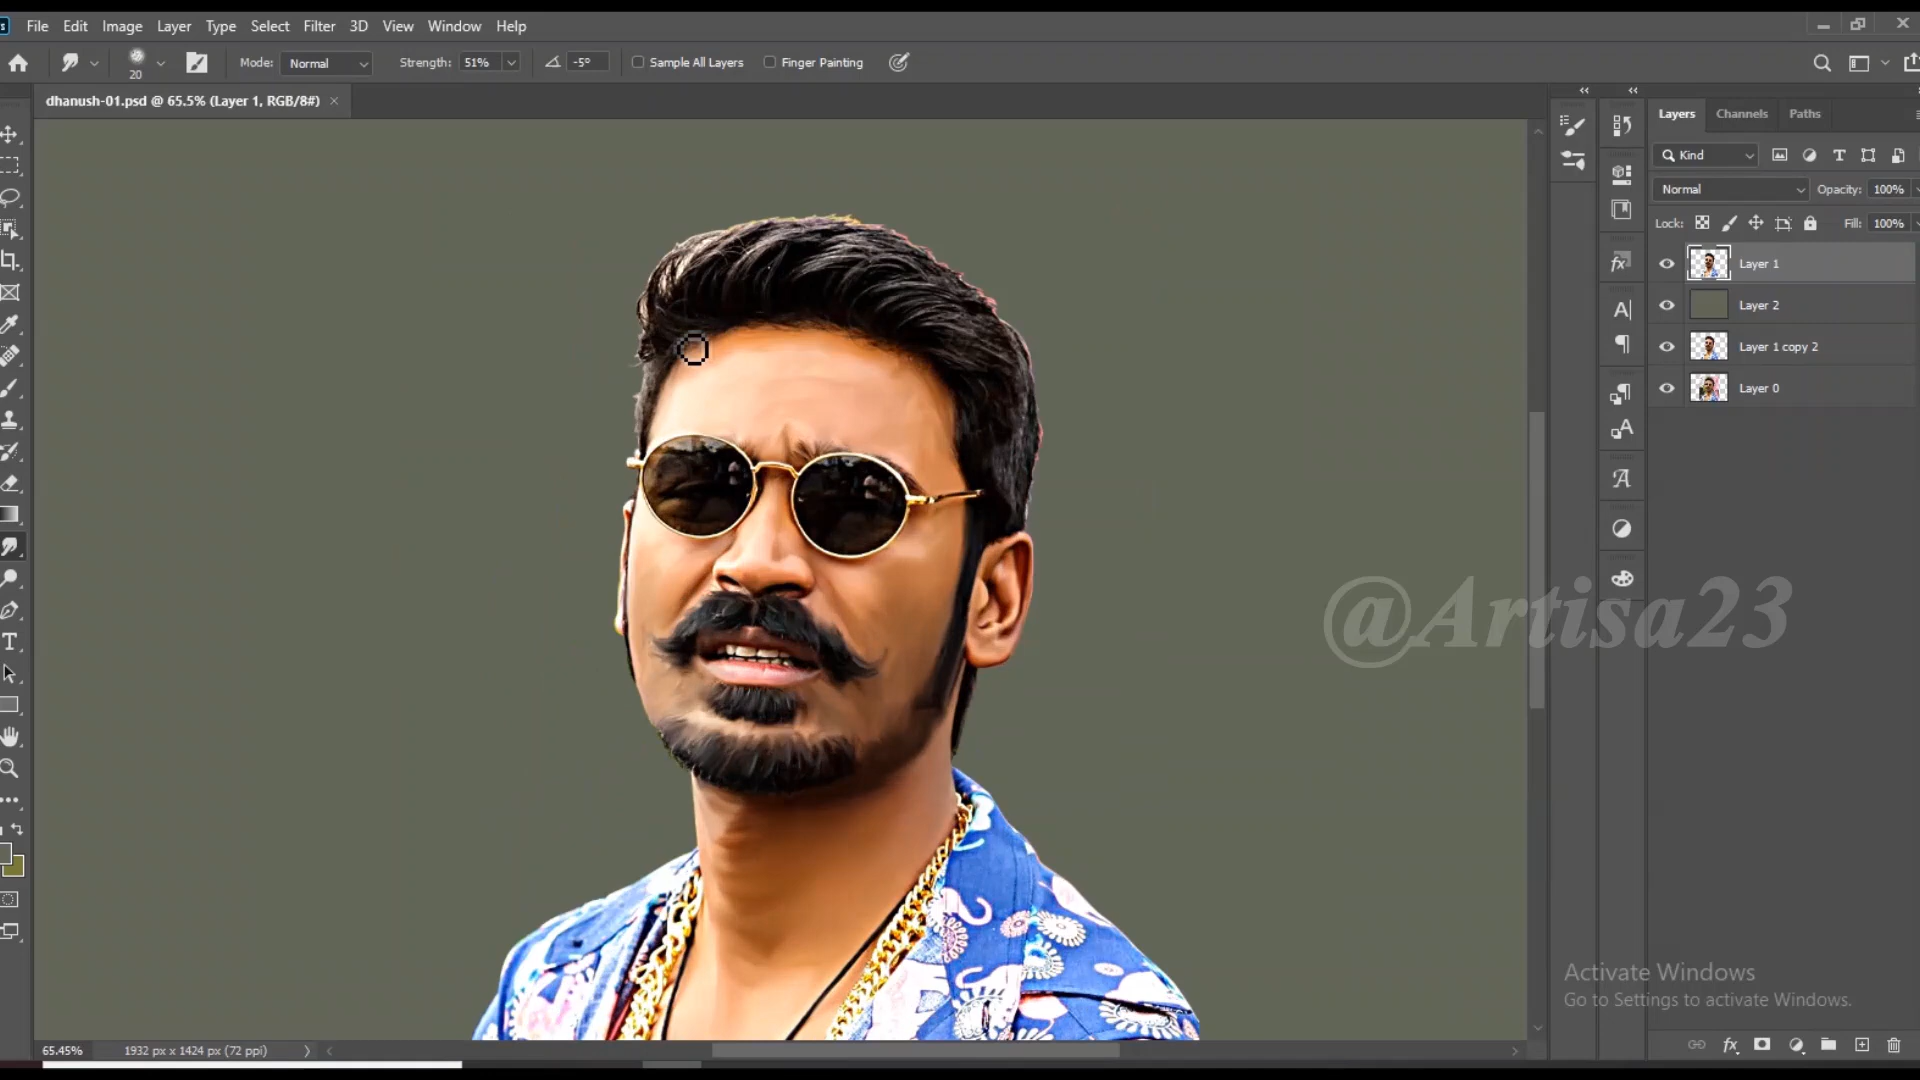 File Edit Image Layer Type Select Filter 3D View Window Help
20 Mode: Normal Strength: 51% -5° Sample All Layers Finger Painting
dhanush-01.psd @ 65.5% (Layer 1, RGB/8#) ×
Layers Channels Paths
Kind
Normal Opacity: 100%
Lock: Fill: 100%
Layer 1
Layer 2
Layer 1 copy 2
Layer 0
@Artisa23
Activate Windows
Go to Settings to activate Windows.
65.45% 1932 px x 1424 px (72 ppi)